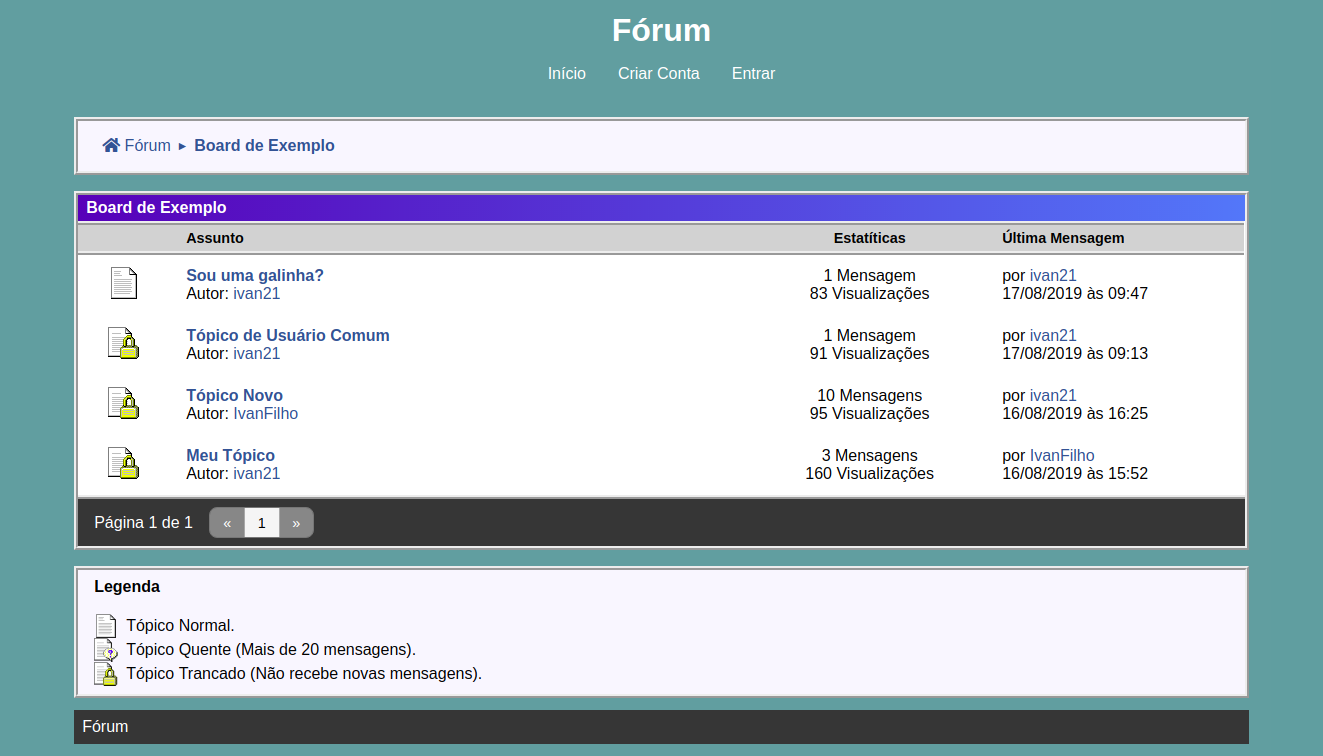 Fórum
Início Criar Conta Entrar
Fórum ▸ Board de Exemplo
Board de Exemplo
Assunto Estatíticas Última Mensagem
Sou uma galinha? 1 Mensagem por ivan21
Autor: ivan21 83 Visualizações 17/08/2019 às 09:47
Tópico de Usuário Comum 1 Mensagem por ivan21
Autor: ivan21 91 Visualizações 17/08/2019 às 09:13
Tópico Novo 10 Mensagens por ivan21
Autor: IvanFilho 95 Visualizações 16/08/2019 às 16:25
Meu Tópico 3 Mensagens por IvanFilho
Autor: ivan21 160 Visualizações 16/08/2019 às 15:52
Página 1 de 1 « 1 »
Legenda
Tópico Normal.
Tópico Quente (Mais de 20 mensagens).
Tópico Trancado (Não recebe novas mensagens).
Fórum